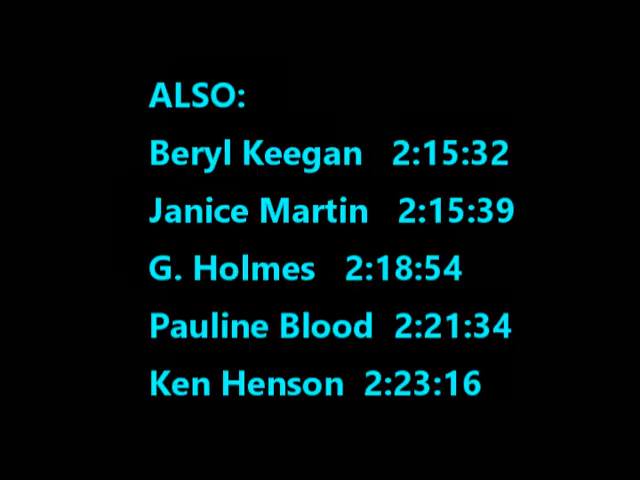 ALSO:
Beryl Keegan 2:15:32
Janice Martin 2:15:39
G. Holmes 2:18:54
Pauline Blood 2:21:34
Ken Henson 2:23:16